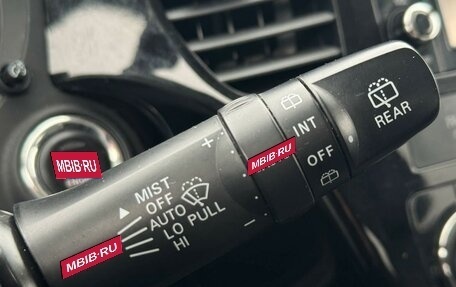 REAR
+
INT
MBIB.RU
OFF
MBIB.RU
MIST
OFF
AUTO
LO PULL
HI
-
MBIB.RU